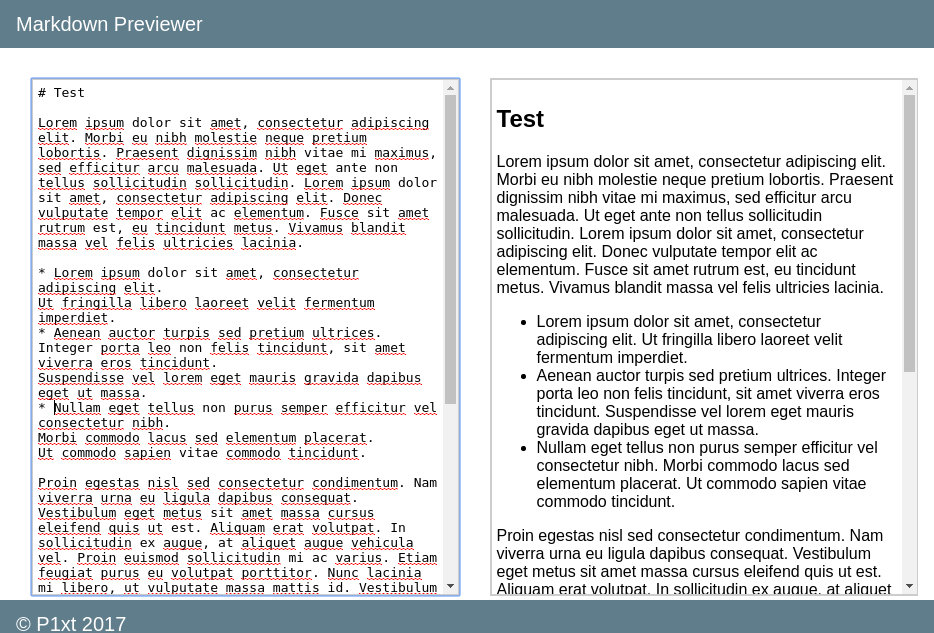 Markdown Previewer
# Test
Lorem ipsum dolor sit amet, consectetur adipiscing
elit. Morbi eu nibh molestie neque pretium
lobortis. Praesent dignissim nibh vitae mi maximus,
sed efficitur arcu malesuada. Ut eget ante non
tellus sollicitudin sollicitudin. Lorem ipsum dolor
sit amet, consectetur adipiscing elit. Donec
vulputate tempor elit ac elementum. Fusce sit amet
rutrum est, eu tincidunt metus. Vivamus blandit
massa vel felis ultricies lacinia.
* Lorem ipsum dolor sit amet, consectetur
adipiscing elit.
Ut fringilla libero laoreet velit fermentum
imperdiet.
* Aenean auctor turpis sed pretium ultrices.
Integer porta leo non felis tincidunt, sit amet
viverra eros tincidunt.
Suspendisse vel lorem eget mauris gravida dapibus
eget ut massa.
* Nullam eget tellus non purus semper efficitur vel
consectetur nibh.
Morbi commodo lacus sed elementum placerat.
Ut commodo sapien vitae commodo tincidunt.
Proin egestas nisl sed consectetur condimentum. Nam
viverra urna eu ligula dapibus consequat.
Vestibulum eget metus sit amet massa cursus
eleifend quis ut est. Aliquam erat volutpat. In
sollicitudin ex augue, at aliquet augue vehicula
vel. Proin euismod sollicitudin mi ac varius. Etiam
feugiat purus eu volutpat porttitor. Nunc lacinia
mi libero, ut vulputate massa mattis id. Vestibulum
Test
Lorem ipsum dolor sit amet, consectetur adipiscing elit.
Morbi eu nibh molestie neque pretium lobortis. Praesent
dignissim nibh vitae mi maximus, sed efficitur arcu
malesuada. Ut eget ante non tellus sollicitudin
sollicitudin. Lorem ipsum dolor sit amet, consectetur
adipiscing elit. Donec vulputate tempor elit ac
elementum. Fusce sit amet rutrum est, eu tincidunt
metus. Vivamus blandit massa vel felis ultricies lacinia.
• Lorem ipsum dolor sit amet, consectetur
adipiscing elit. Ut fringilla libero laoreet velit
fermentum imperdiet.
• Aenean auctor turpis sed pretium ultrices. Integer
porta leo non felis tincidunt, sit amet viverra eros
tincidunt. Suspendisse vel lorem eget mauris
gravida dapibus eget ut massa.
• Nullam eget tellus non purus semper efficitur vel
consectetur nibh. Morbi commodo lacus sed
elementum placerat. Ut commodo sapien vitae
commodo tincidunt.
Proin egestas nisl sed consectetur condimentum. Nam
viverra urna eu ligula dapibus consequat. Vestibulum
eget metus sit amet massa cursus eleifend quis ut est.
Aliquam erat volutpat. In sollicitudin ex augue, at aliquet
© P1xt 2017